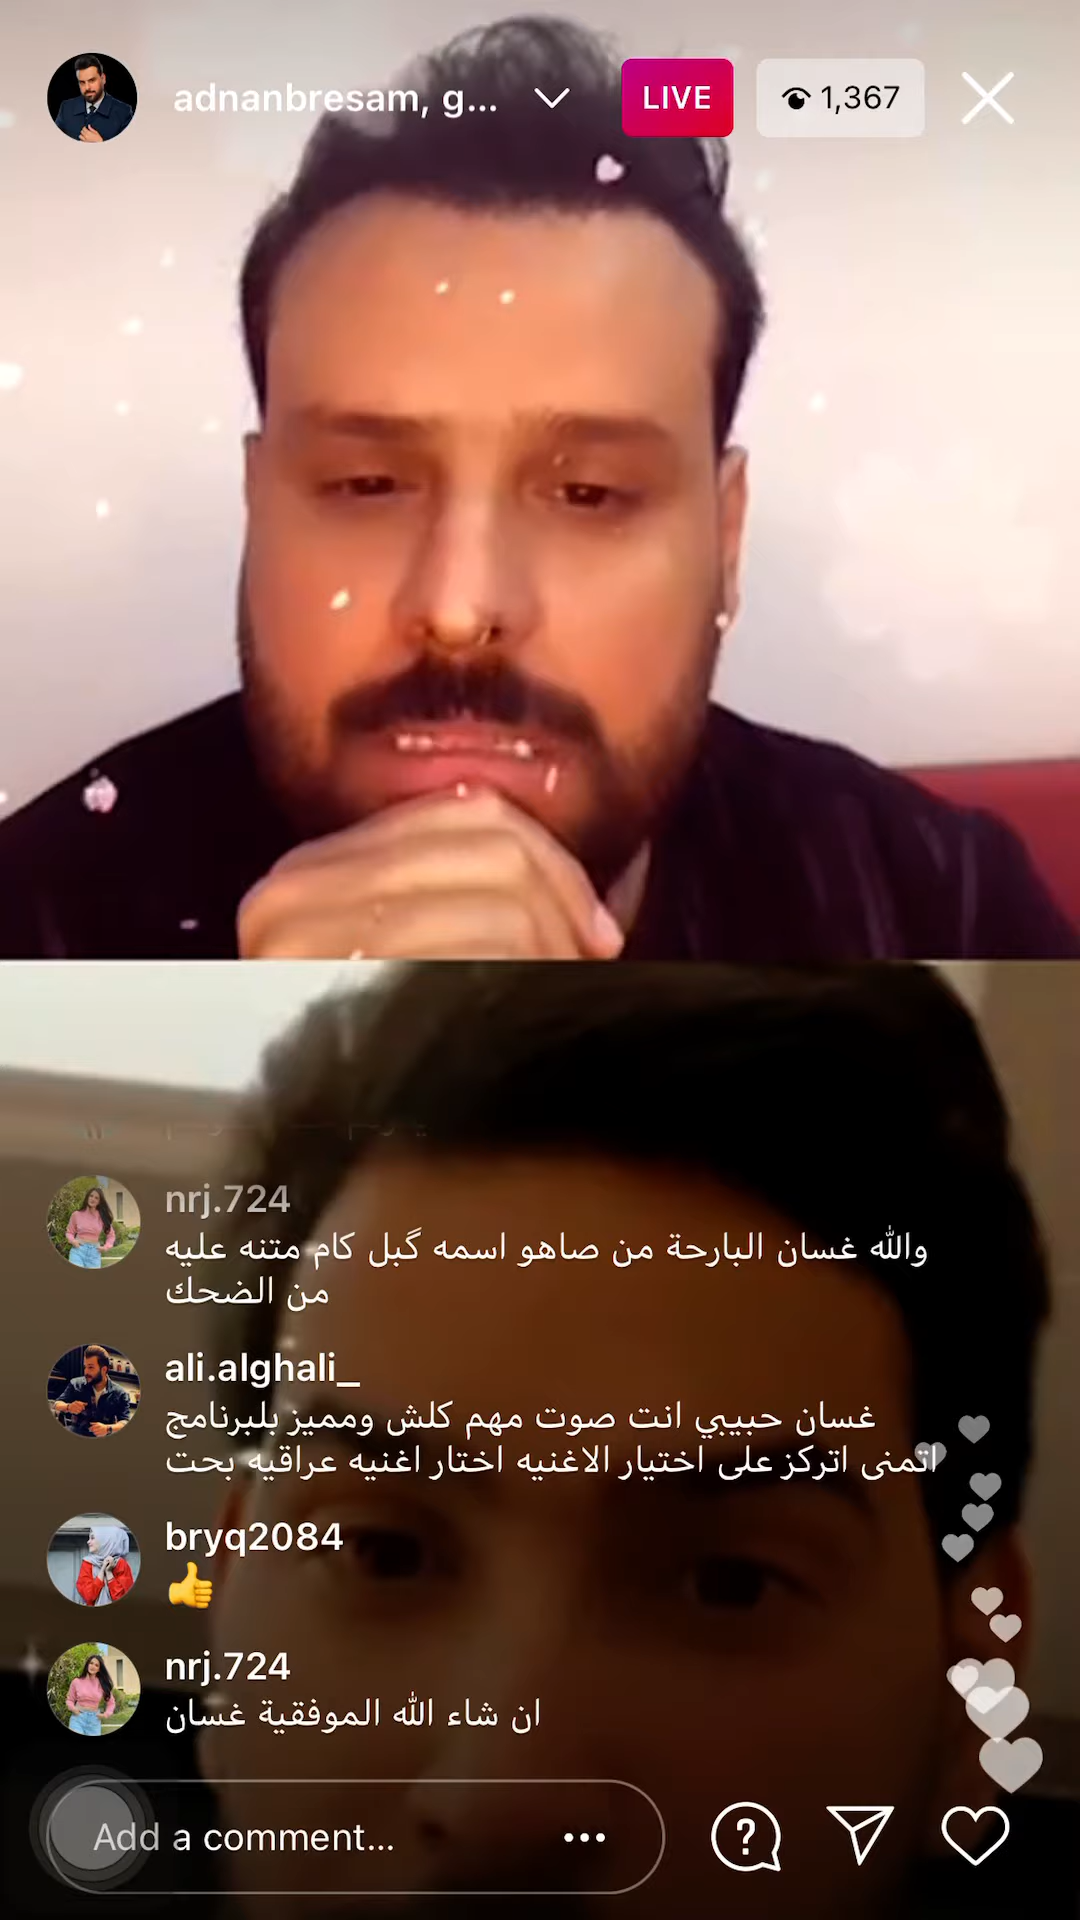 adnanbresam, g...
LIVE
1,367
nrj.724
والله غسان البارحة من صاهو اسمه گبل كام متنه عليه
من الضحك
ali.alghali_
غسان حبيبي انت صوت مهم كلش ومميز بلبرنامج
اتمنى اتركز على اختيار الاغنيه اختار اغنيه عراقيه بحت
bryq2084
👍
nrj.724
ان شاء الله الموفقية غسان
Add a comment...